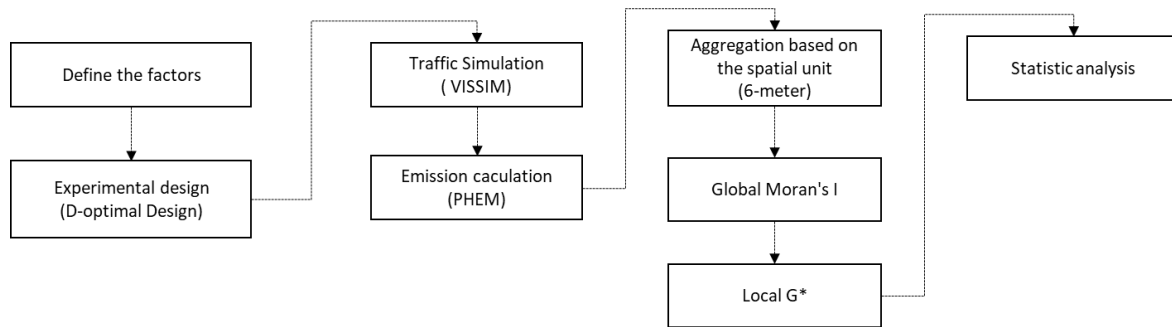 Define the factors
Experimental design
(D-optimal Design)
Traffic Simulation
( VISSIM)
Emission caculation
(PHEM)
Aggregation based on
the spatial unit
(6-meter)
Global Moran's I
Local G*
Statistic analysis